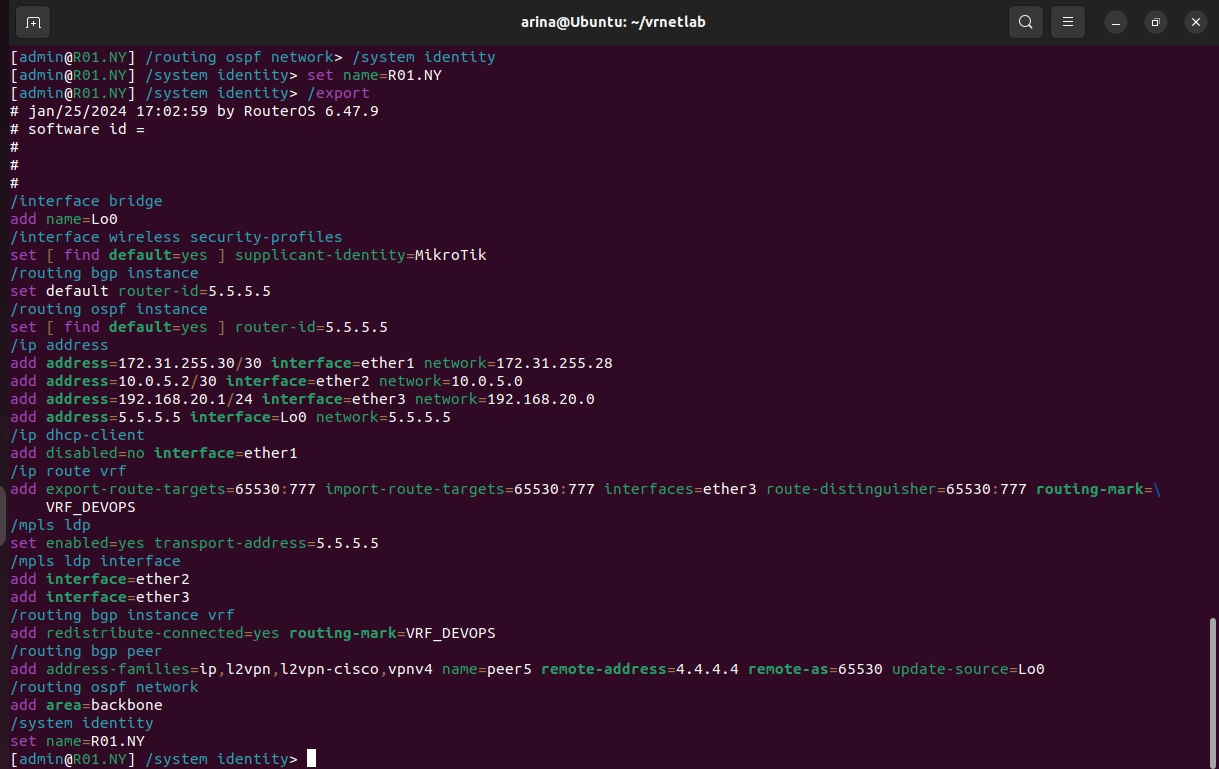 arina@Ubuntu: ~/vrnetlab
[admin@R01.NY] /routing ospf network> /system identity
[admin@R01.NY] /system identity> set name=R01.NY
[admin@R01.NY] /system identity> /export
# jan/25/2024 17:02:59 by RouterOS 6.47.9
# software id =
#
#
#
/interface bridge
add name=Lo0
/interface wireless security-profiles
set [ find default=yes ] supplicant-identity=MikroTik
/routing bgp instance
set default router-id=5.5.5.5
/routing ospf instance
set [ find default=yes ] router-id=5.5.5.5
/ip address
add address=172.31.255.30/30 interface=ether1 network=172.31.255.28
add address=10.0.5.2/30 interface=ether2 network=10.0.5.0
add address=192.168.20.1/24 interface=ether3 network=192.168.20.0
add address=5.5.5.5 interface=Lo0 network=5.5.5.5
/ip dhcp-client
add disabled=no interface=ether1
/ip route vrf
add export-route-targets=65530:777 import-route-targets=65530:777 interfaces=ether3 route-distinguisher=65530:777 routing-mark=\
    VRF_DEVOPS
/mpls ldp
set enabled=yes transport-address=5.5.5.5
/mpls ldp interface
add interface=ether2
add interface=ether3
/routing bgp instance vrf
add redistribute-connected=yes routing-mark=VRF_DEVOPS
/routing bgp peer
add address-families=ip,l2vpn,l2vpn-cisco,vpnv4 name=peer5 remote-address=4.4.4.4 remote-as=65530 update-source=Lo0
/routing ospf network
add area=backbone
/system identity
set name=R01.NY
[admin@R01.NY] /system identity>